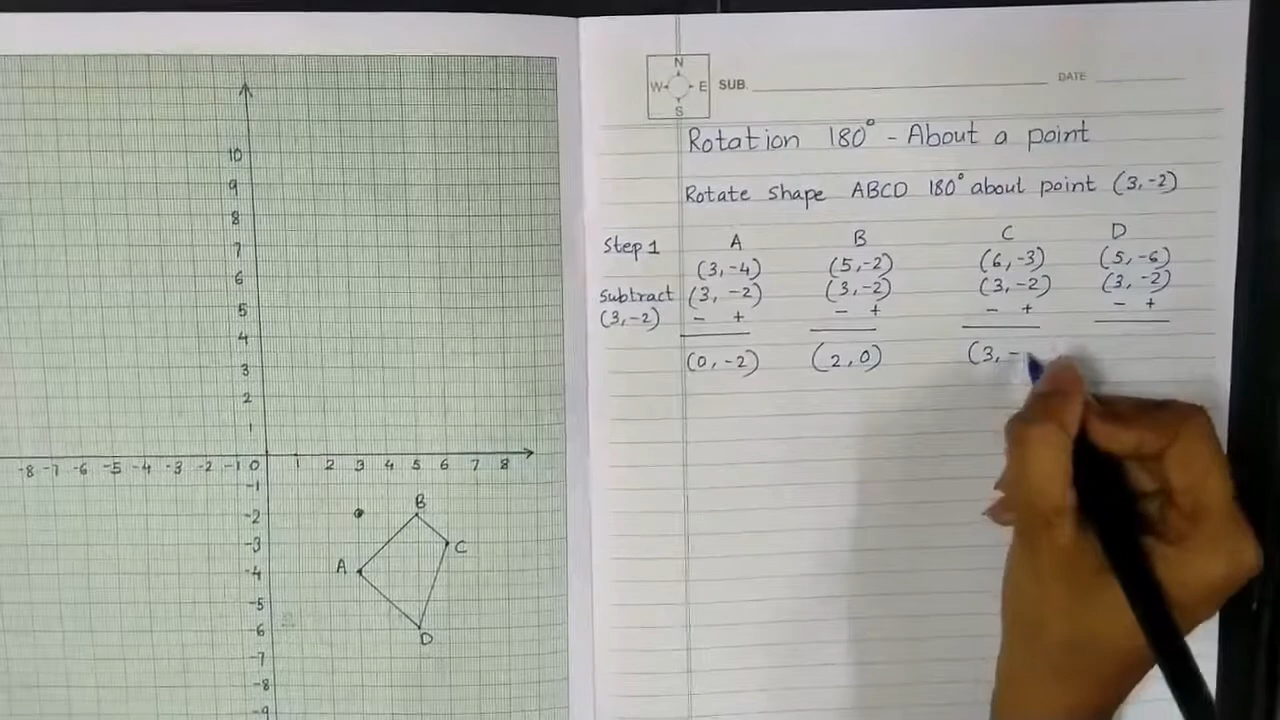 10
9
8
7
6
5
4
3
2
1
-8 -7 -6 -5 -4 -3 -2 -1 0 1 2 3 4 5 6 7 8
-1
-2
-3
-4
-5
-6
-7
-8
-9
B
C
A
D
N
W E SUB. DATE
S
Rotation 180° - About a point
Rotate shape ABCD 180° about point (3,-2)
Step 1 A B C D
(3,-4) (5,-2) (6,-3) (5,-6)
Subtract (3, -2) (3,-2) (3,-2) (3,-2)
(3,-2) - + - + - + - +
(0,-2) (2,0) (3,-